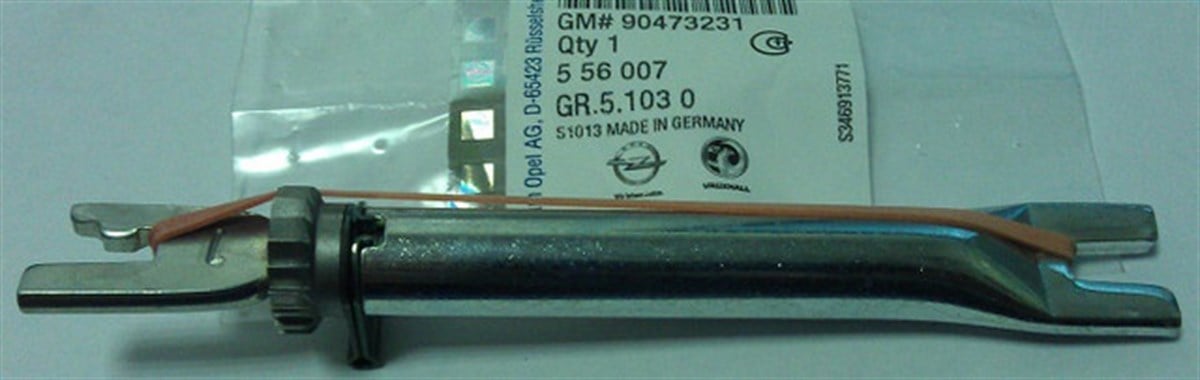 GM# 90473231
Qty 1
5 56 007
GR.5.103 0
S1013 MADE IN GERMANY
VAUXHALL
Opel AG, D-65423 Rüsselshe
S346913771